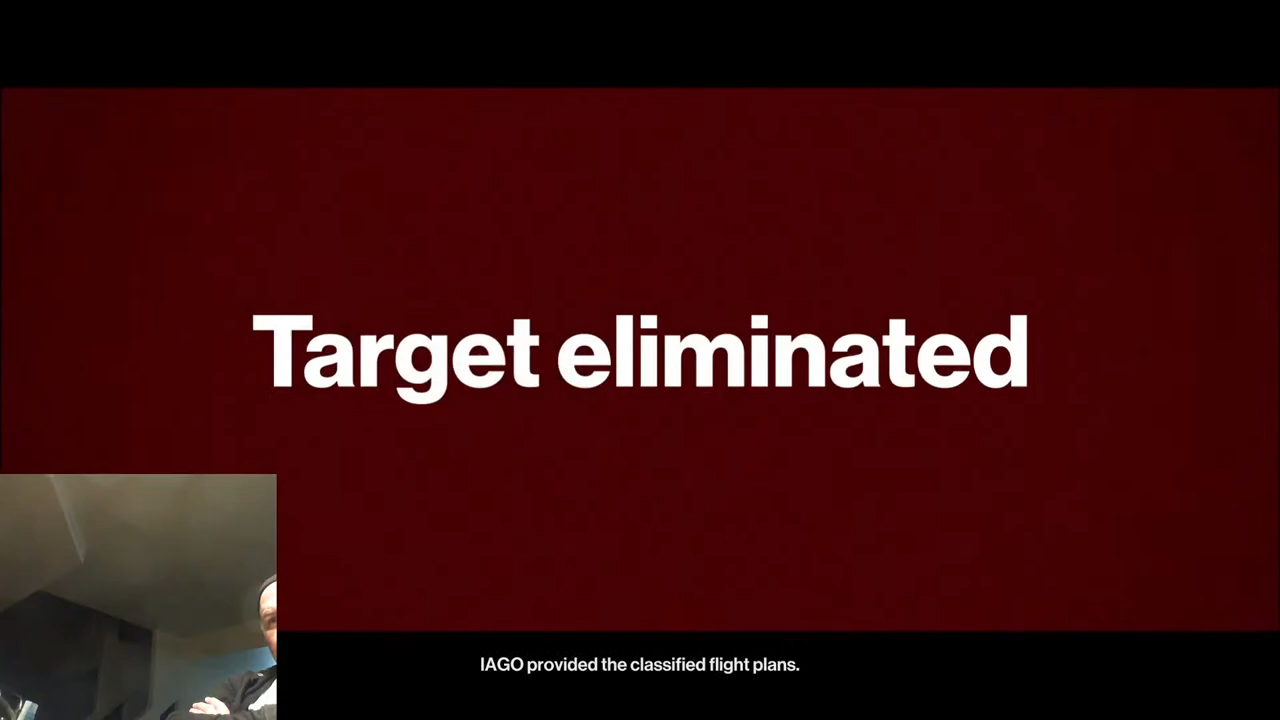 Target eliminated
IAGO provided the classified flight plans.